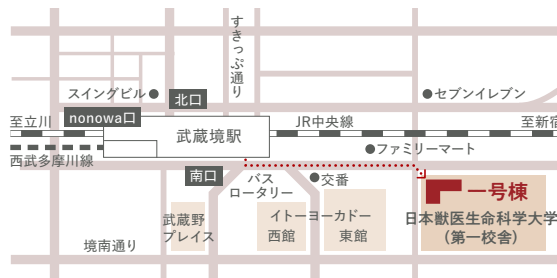 すきっぷ通り
スイングビル
北口
セブンイレブン
nonowa口
至立川
武蔵境駅
JR中央線
至新宿
西武多摩川線
ファミリーマート
南口
バス
ロータリー
交番
一号棟
武蔵野
プレイス
イトーヨーカドー
西館
東館
日本獣医生命科学大学
(第一校舎)
境南通り